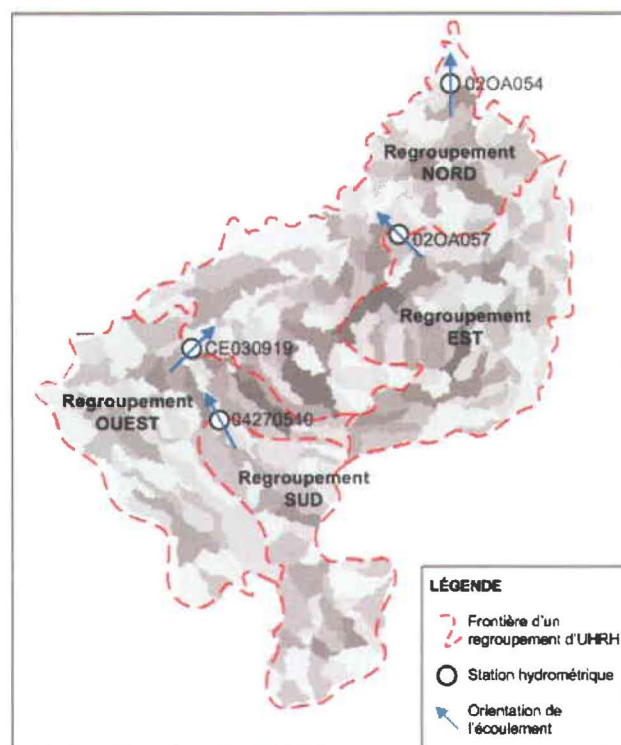 02OA054
Regroupement
NORD
02OA057
Regroupement
EST
CE030919
Regroupement
OUEST
04270510
Regroupement
SUD
LÉGENDE
Frontière d'un
regroupement d'UHRH
Station hydrométrique
Orientation de
l'écoulement